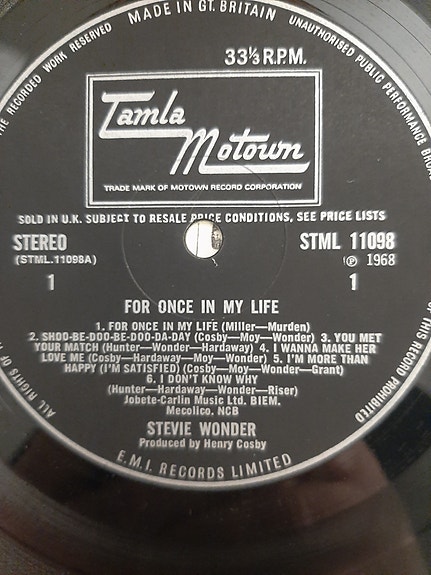 THE RECORDED WORK RESERVED
MADE IN GT. BRITAIN
UNAUTHORISED PUBLIC PERFORMANCE BROA
33⅓ R.P.M.
Tamla
Motown
TRADE MARK OF MOTOWN RECORD CORPORATION
SOLD IN U.K. SUBJECT TO RESALE PRICE CONDITIONS, SEE PRICE LISTS
STEREO
STML 11098
(STML.11098A)
Ⓟ 1968
1
1
FOR ONCE IN MY LIFE
1. FOR ONCE IN MY LIFE (Miller—Murden)
2. SHOO-BE-DOO-BE-DOO-DA-DAY (Cosby—Moy—Wonder) 3. YOU MET
YOUR MATCH (Hunter—Wonder—Hardaway) 4. I WANNA MAKE HER
LOVE ME (Cosby—Hardaway—Moy—Wonder) 5. I'M MORE THAN
HAPPY (I'M SATISFIED) (Cosby—Moy—Wonder—Grant)
6. I DON'T KNOW WHY
(Hunter—Hardaway—Wonder—Riser)
Jobete-Carlin Music Ltd. BIEM.
Mecolico. NCB
STEVIE WONDER
Produced by Henry Cosby
ALL RIGHTS OF
E.M.I. RECORDS LIMITED
OF THIS RECORD PROHIBITED